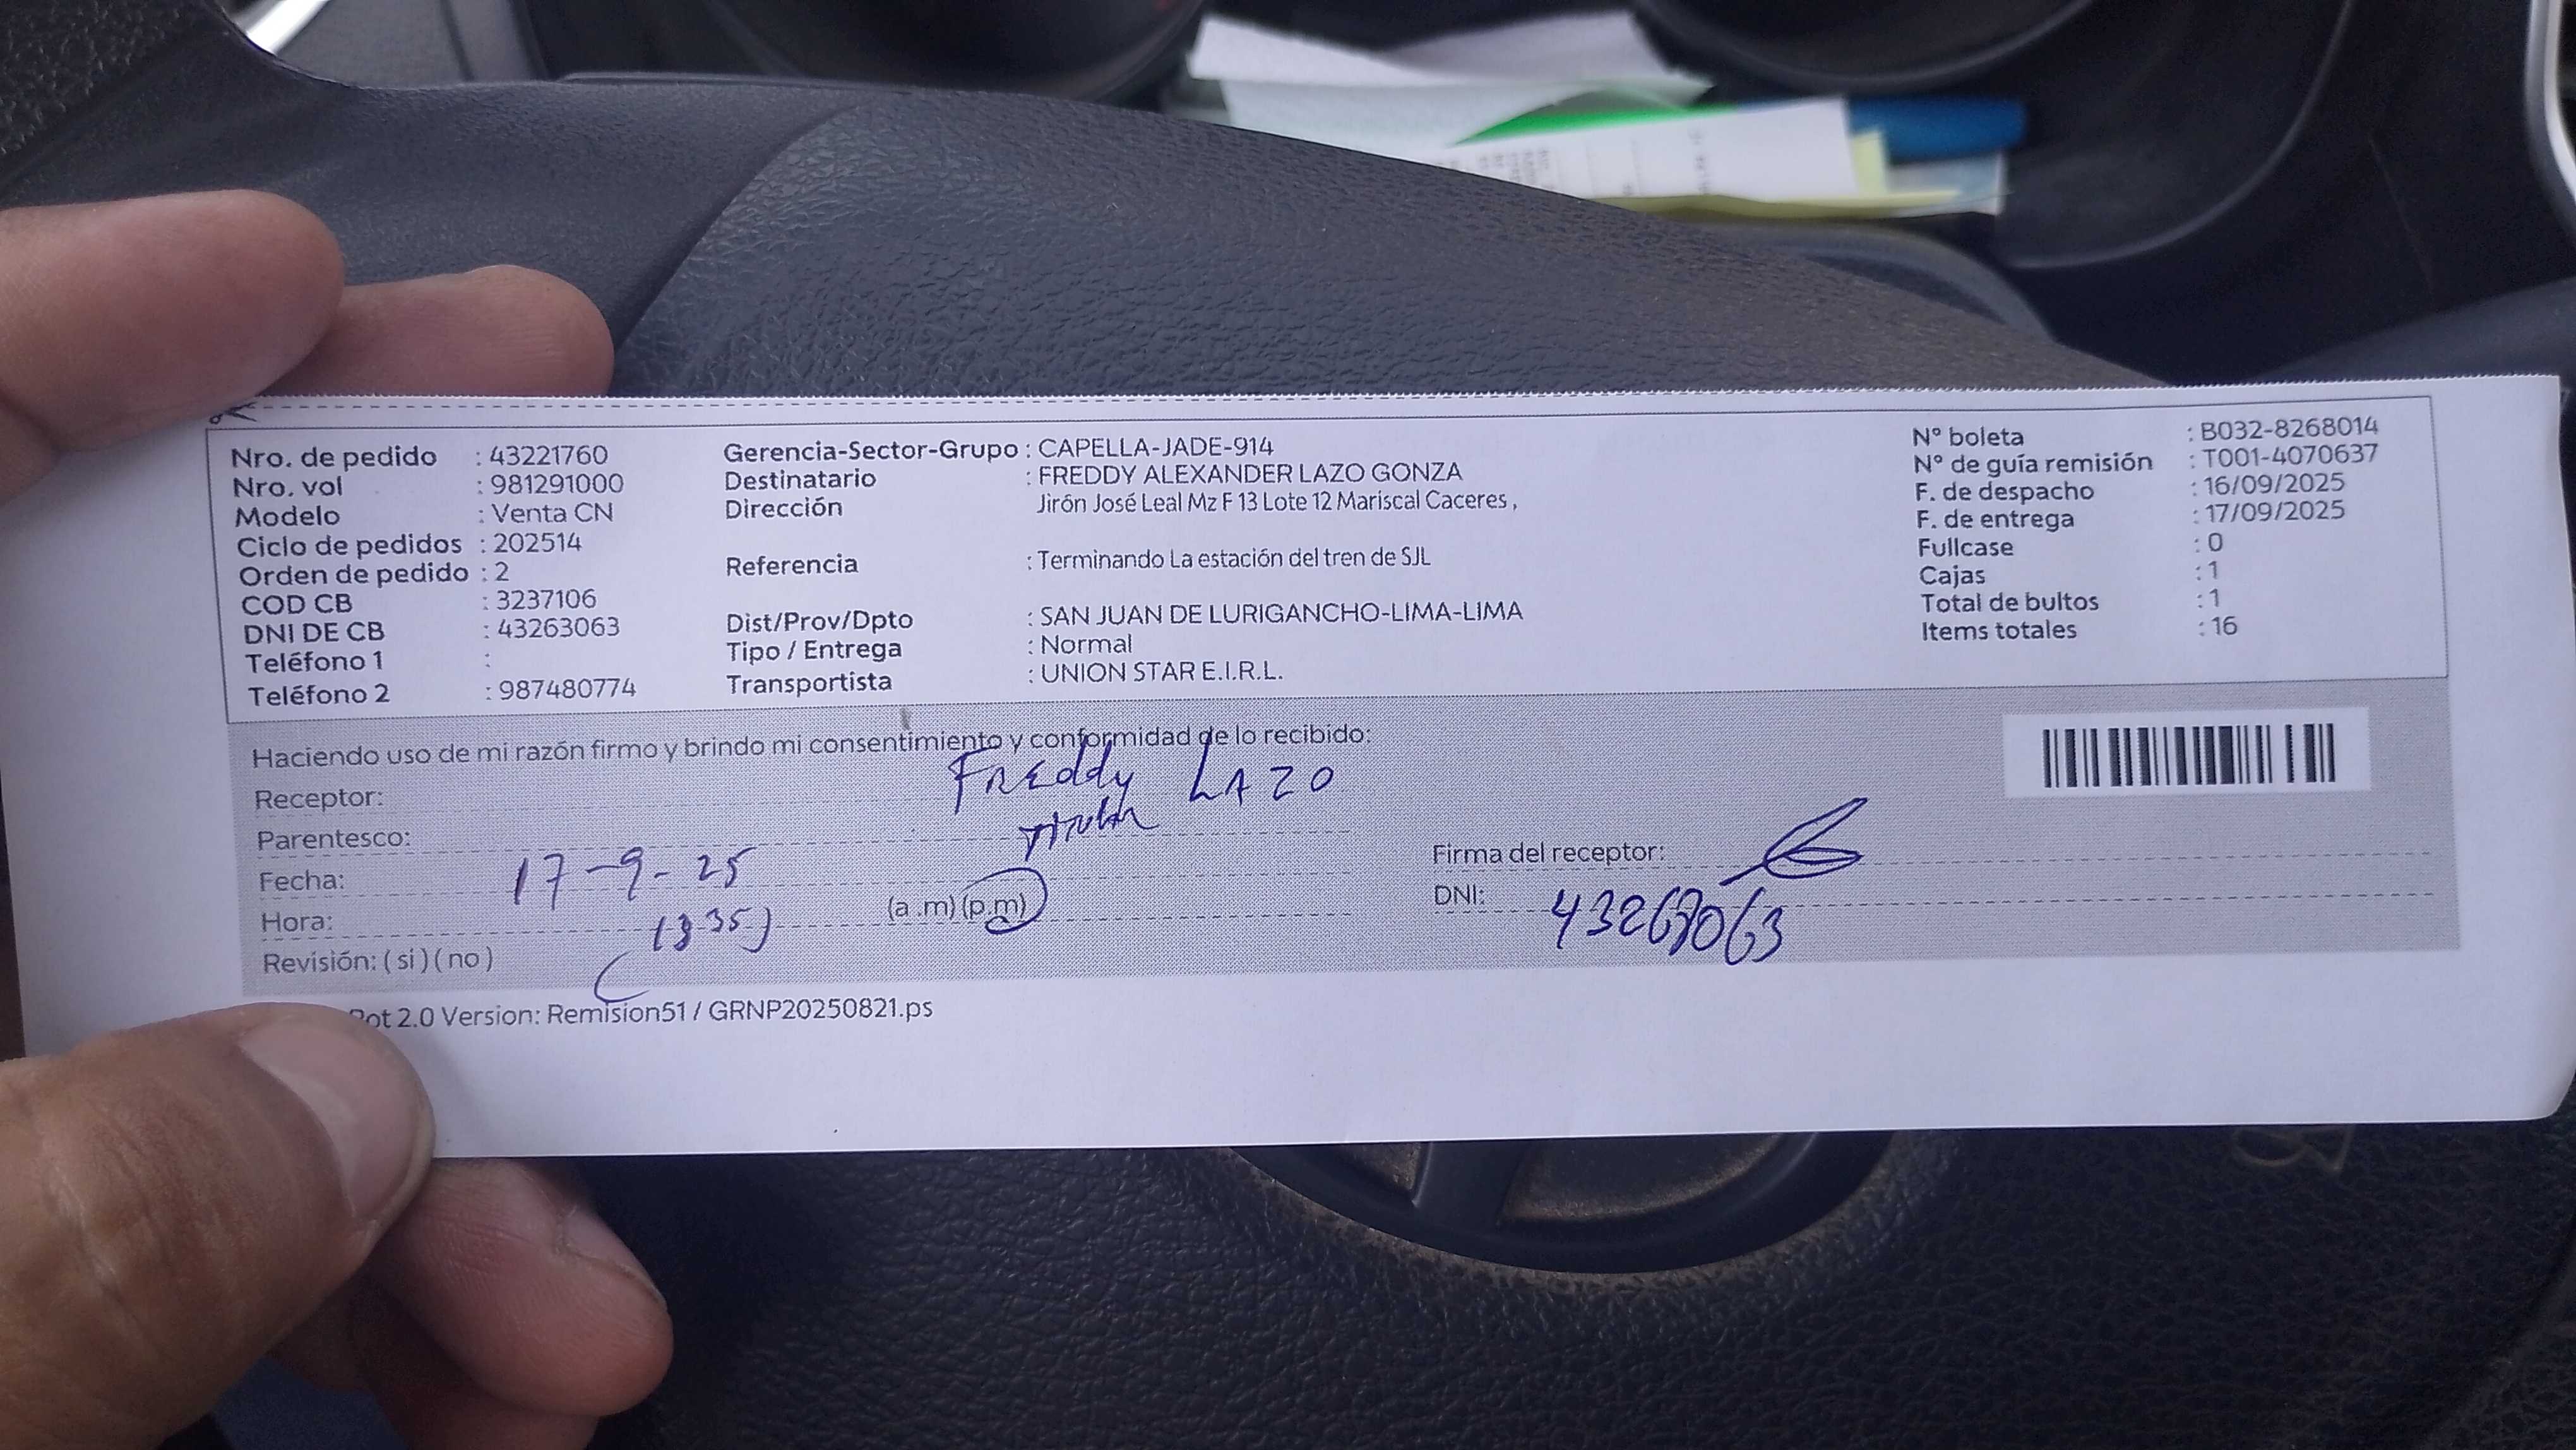 Nro. de pedido : 43221760
Nro. vol : 981291000
Modelo : Venta CN
Ciclo de pedidos : 202514
Orden de pedido : 2
COD CB : 3237106
DNI DE CB : 43263063
Teléfono 1 :
Teléfono 2 : 987480774
Gerencia-Sector-Grupo : CAPELLA-JADE-914
Destinatario : FREDDY ALEXANDER LAZO GONZA
Dirección Jirón José Leal Mz F 13 Lote 12 Mariscal Caceres ,
Referencia : Terminando La estación del tren de SJL
Dist/Prov/Dpto : SAN JUAN DE LURIGANCHO-LIMA-LIMA
Tipo / Entrega : Normal
Transportista : UNION STAR E.I.R.L.
N° boleta : B032-8268014
N° de guía remisión : T001-4070637
F. de despacho : 16/09/2025
F. de entrega : 17/09/2025
Fullcase : 0
Cajas : 1
Total de bultos : 1
Items totales : 16
Haciendo uso de mi razón firmo y brindo mi consentimiento y conformidad de lo recibido:
Receptor: Freddy LAZO
Parentesco: Titular
Fecha: 17-9-25
Hora: (3 35) (a .m) (p.m)
Revisión: ( si ) ( no )
Firma del receptor:
DNI:
ot 2.0 Version: Remision51 / GRNP20250821.ps